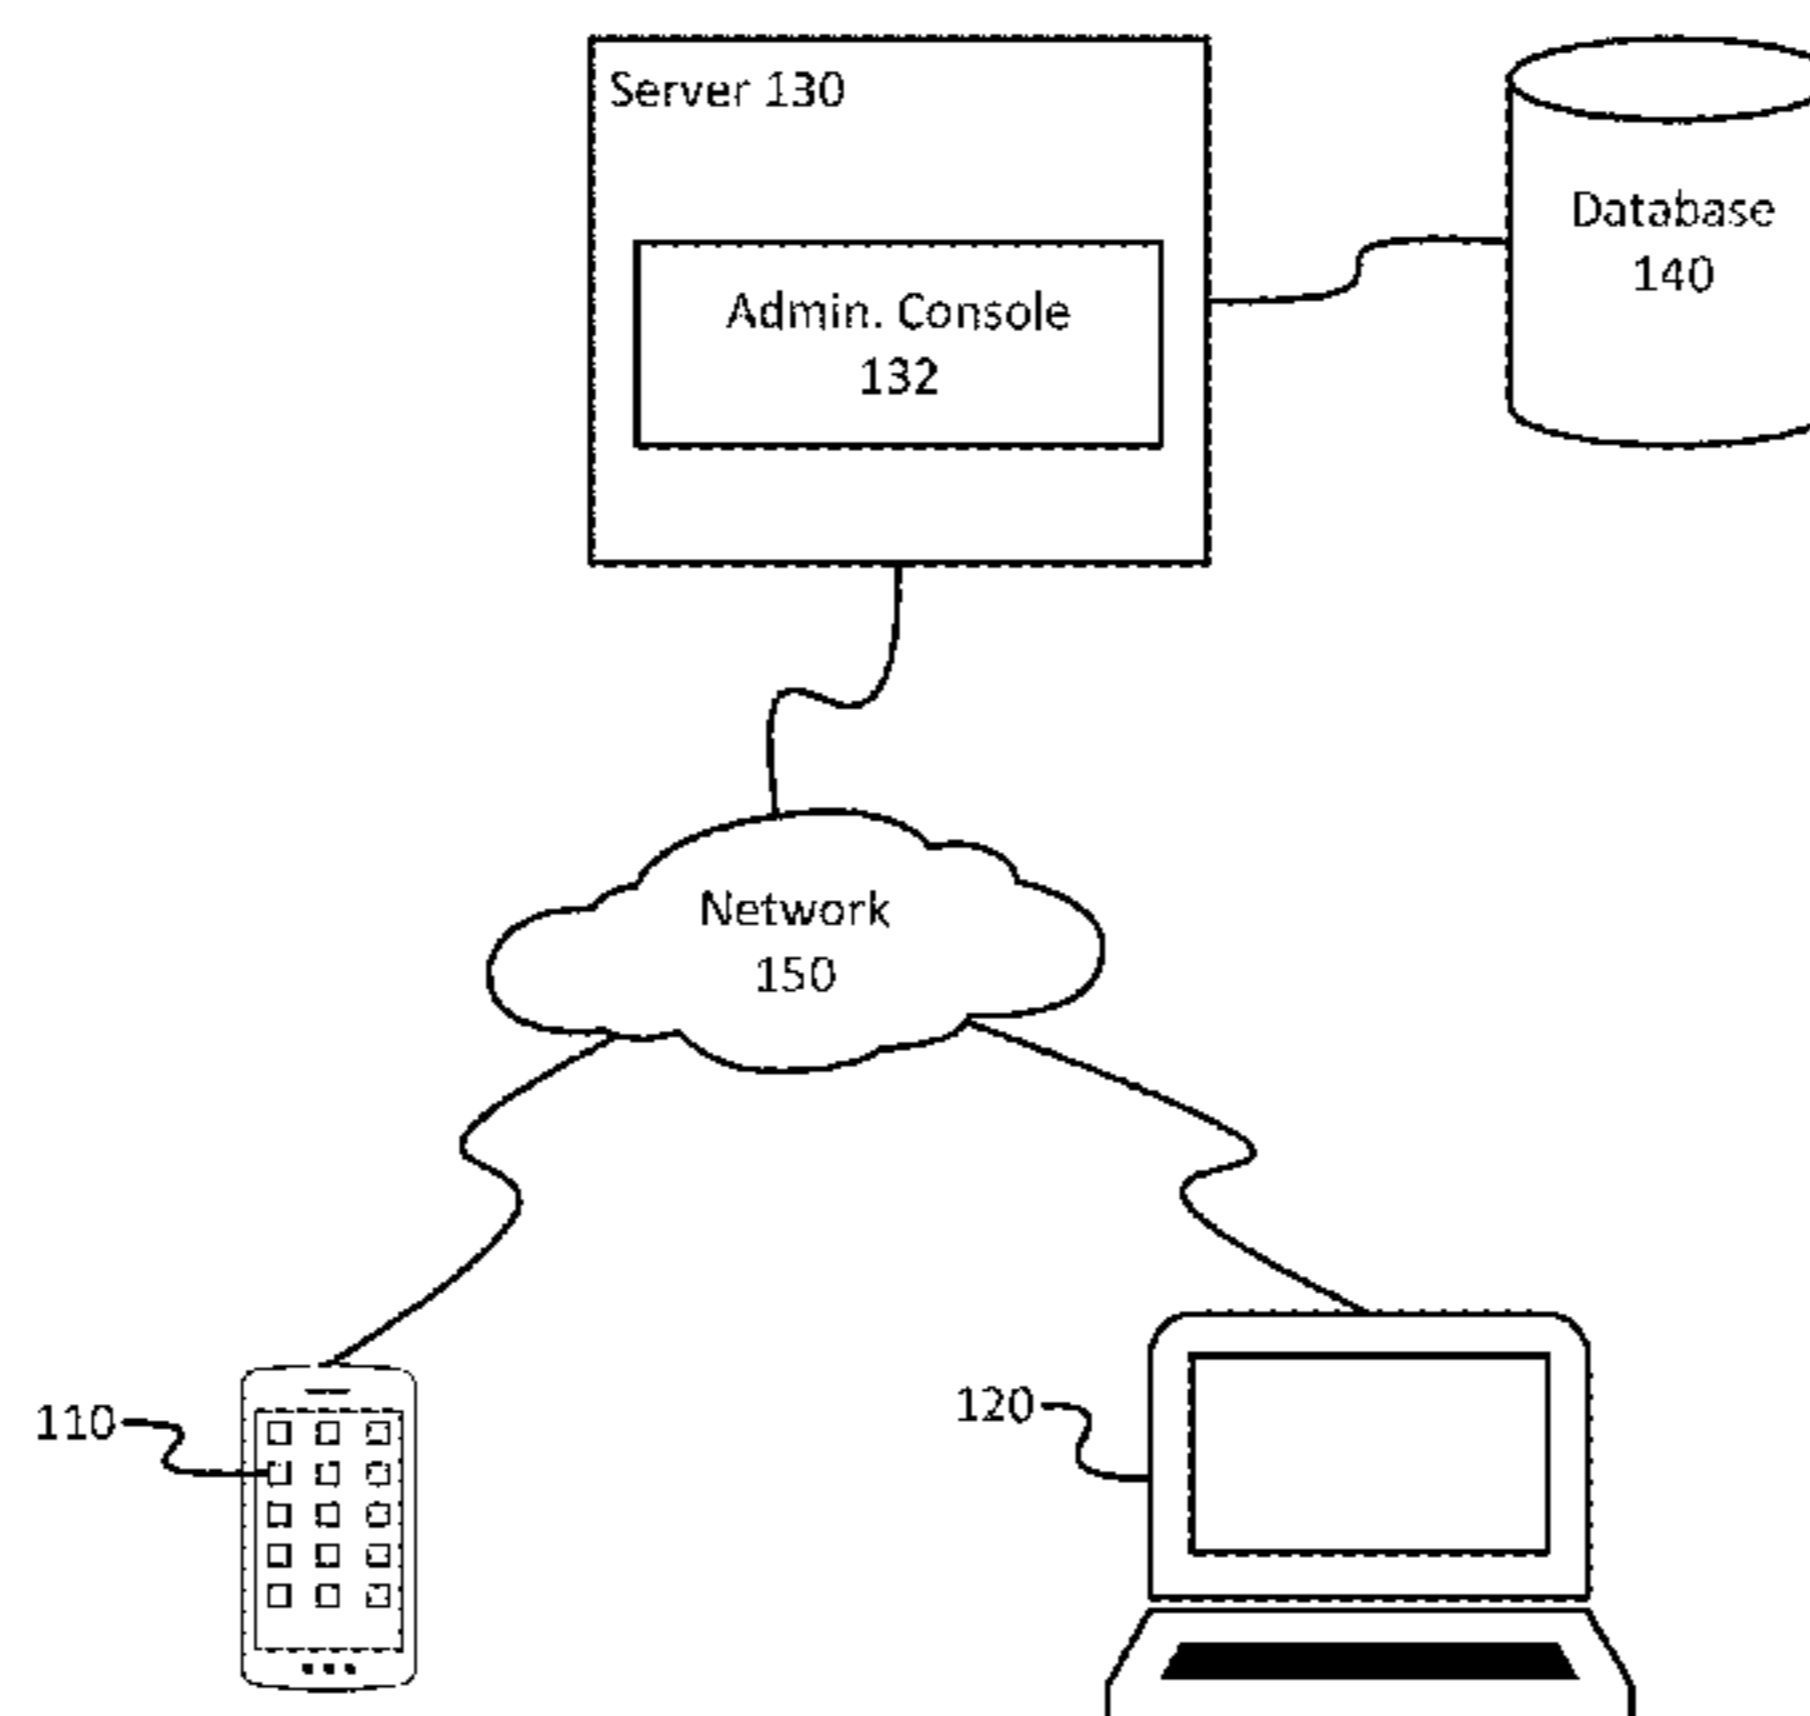 Server 130
Admin. Console
132
Database
140
Network
150
110
120